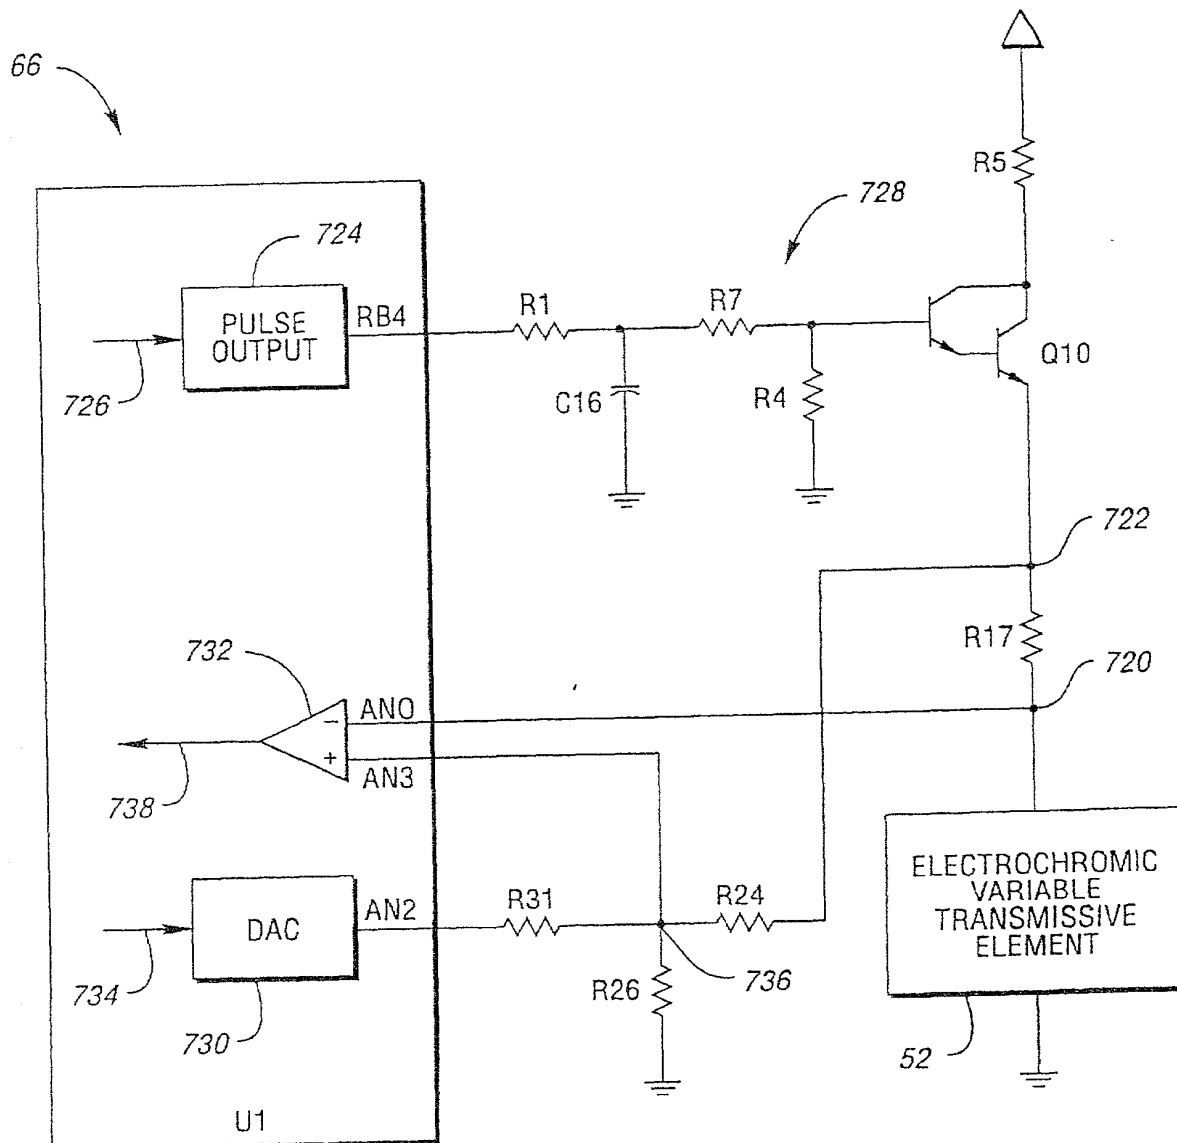 66
R5
728
724
PULSE
OUTPUT
RB4
R1
R7
Q10
726
C16
R4
722
R17
732
720
AN0
−
+
AN3
738
ELECTROCHROMIC
VARIABLE
TRANSMISSIVE
ELEMENT
DAC
AN2
R31
R24
734
R26
736
730
52
U1